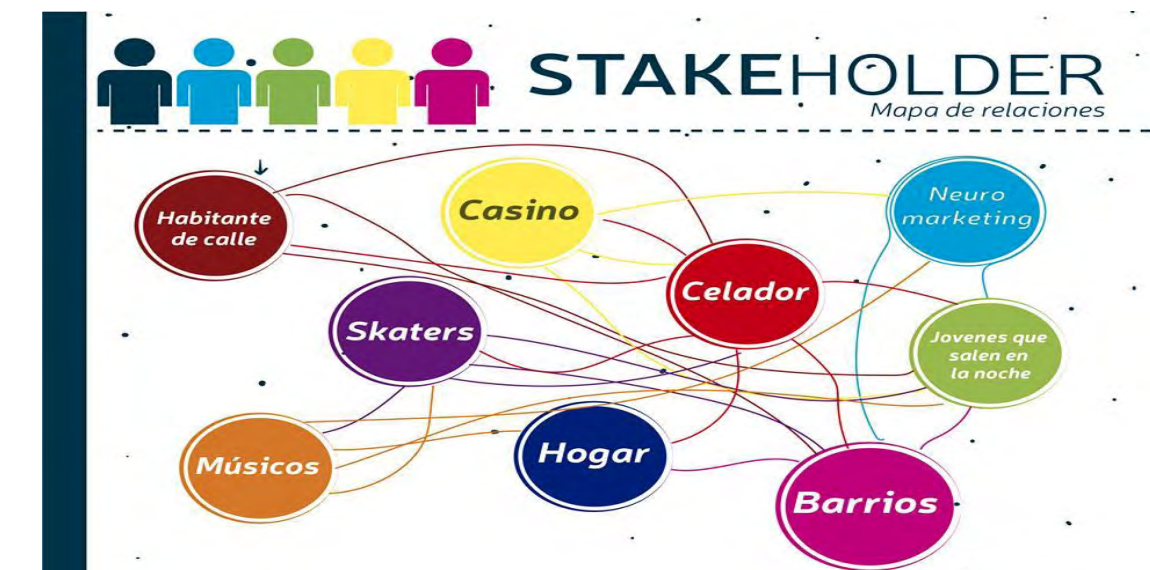 STAKEHOLDER
Mapa de relaciones
Habitante
de calle
Casino
Neuro
marketing
Celador
Skaters
Jovenes que
salen en
la noche
Músicos
Hogar
Barrios